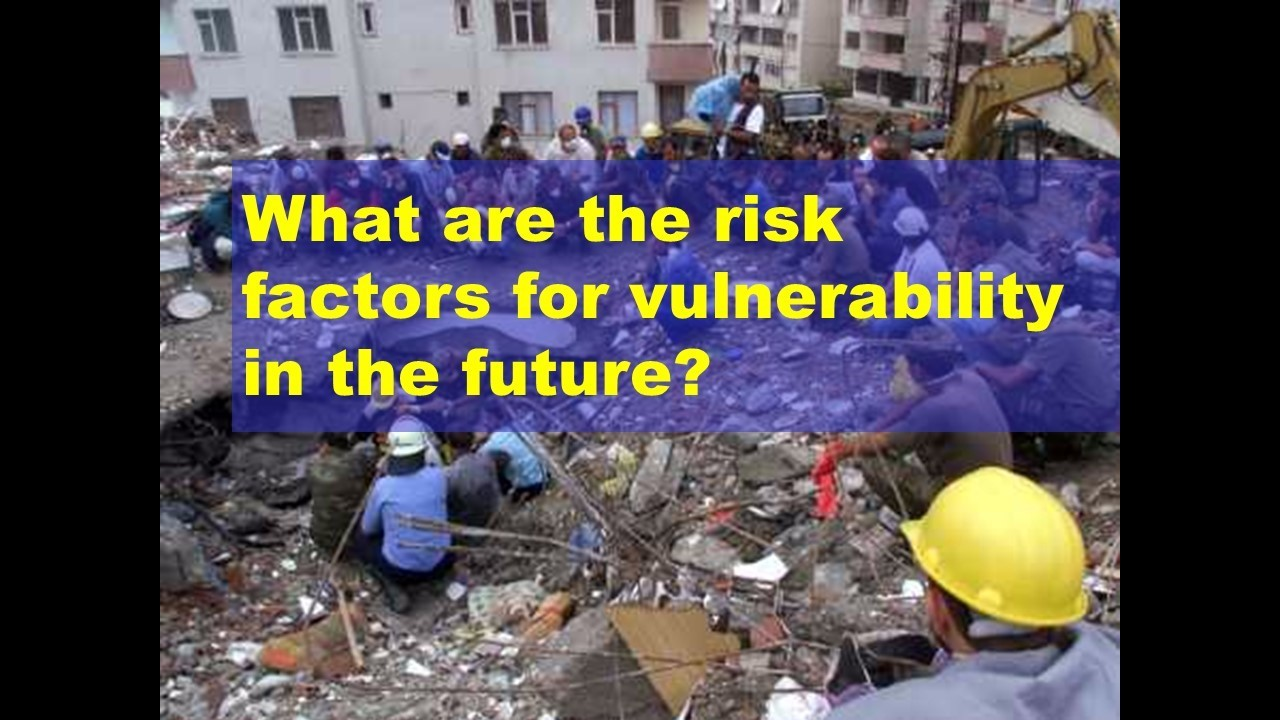 What are the risk
factors for vulnerability
in the future?